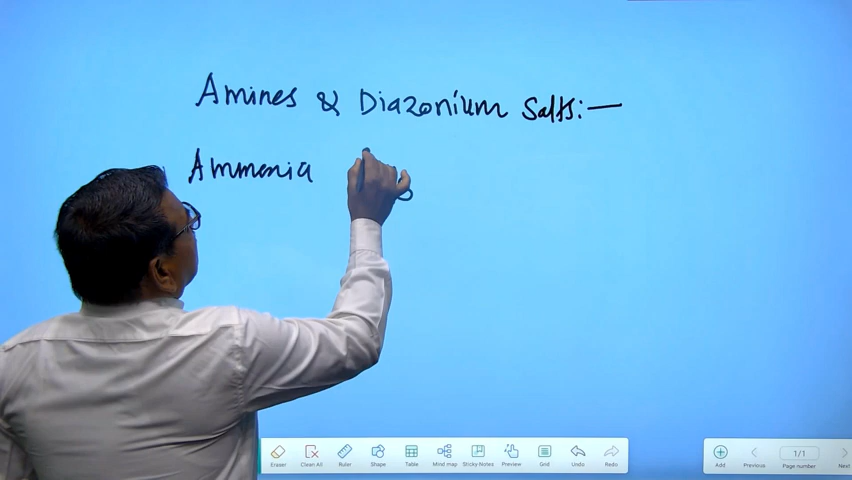 Amines & Diazonium Salts:—
Ammonia
Eraser Clean All Ruler Shape Table Mind map Sticky Notes Preview Grid Undo Redo
Add Previous 1/1 Page number Next